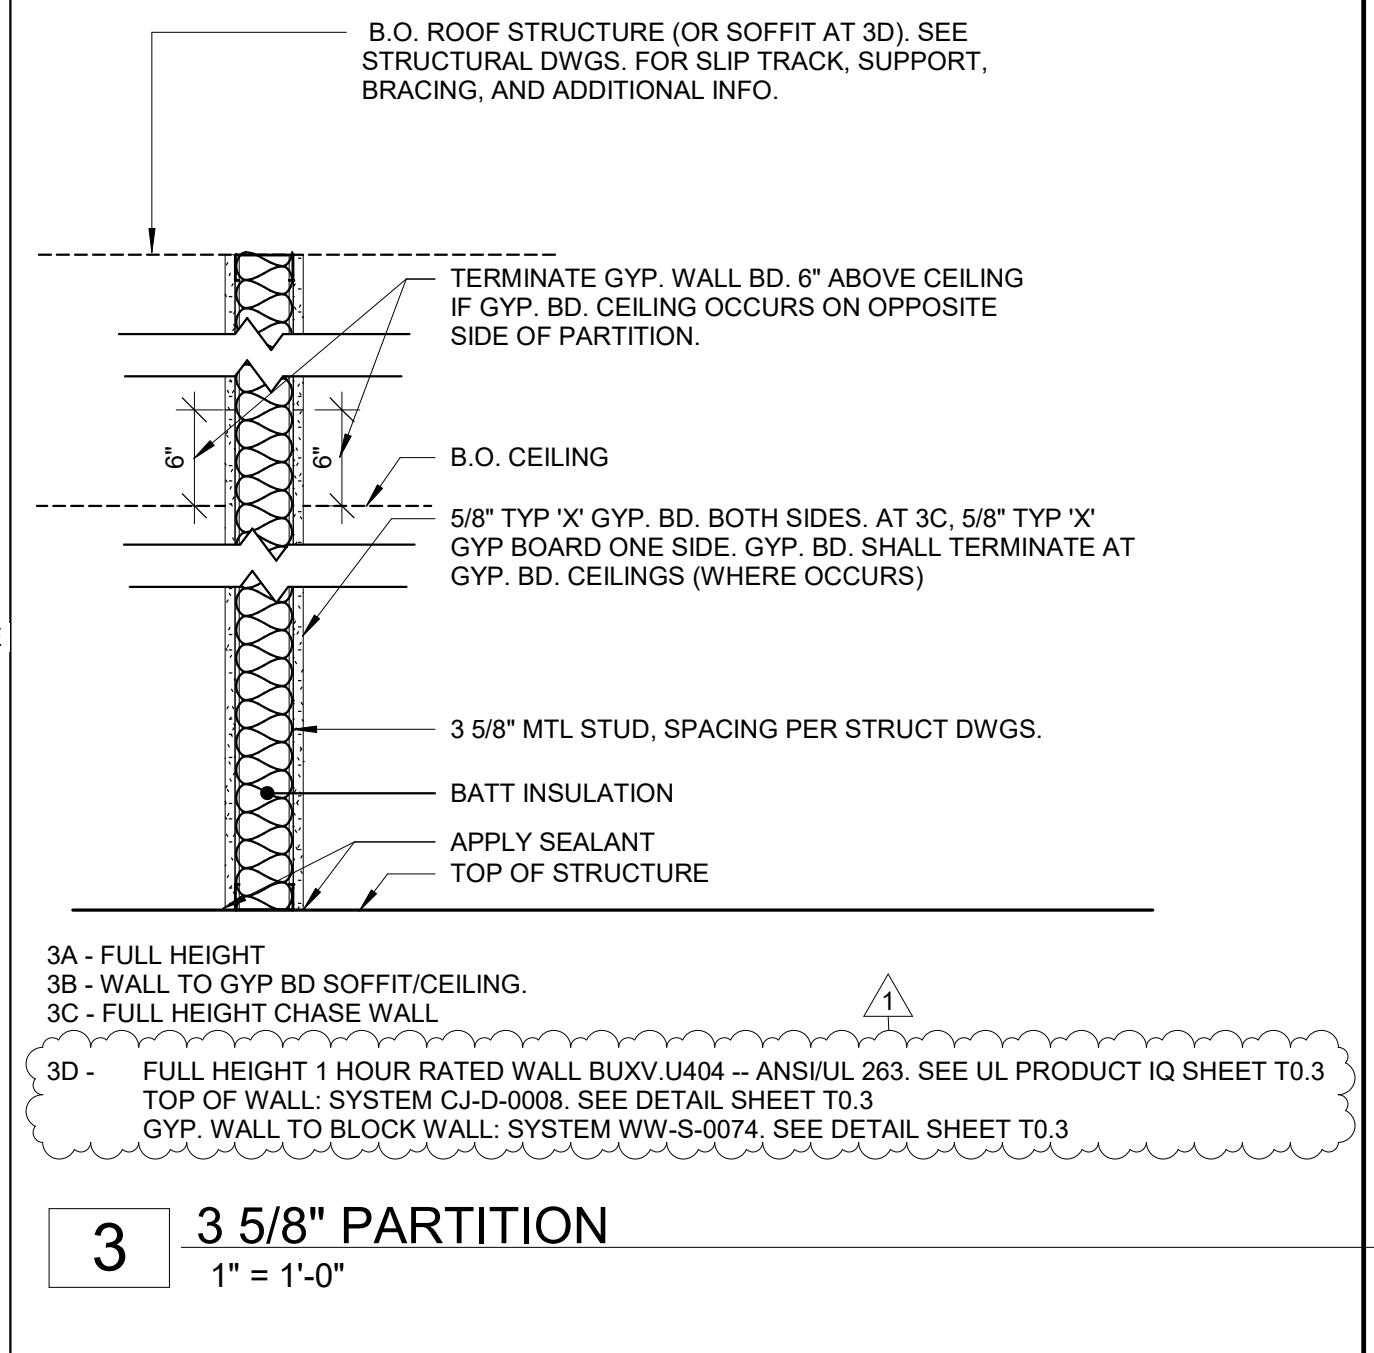 B.O. ROOF STRUCTURE (OR SOFFIT AT 3D). SEE
STRUCTURAL DWGS. FOR SLIP TRACK, SUPPORT,
BRACING, AND ADDITIONAL INFO.
TERMINATE GYP. WALL BD. 6" ABOVE CEILING
IF GYP. BD. CEILING OCCURS ON OPPOSITE
SIDE OF PARTITION.
6"
6"
B.O. CEILING
5/8" TYP 'X' GYP. BD. BOTH SIDES. AT 3C, 5/8" TYP 'X'
GYP BOARD ONE SIDE. GYP. BD. SHALL TERMINATE AT
GYP. BD. CEILINGS (WHERE OCCURS)
3 5/8" MTL STUD, SPACING PER STRUCT DWGS.
BATT INSULATION
APPLY SEALANT
TOP OF STRUCTURE
3A - FULL HEIGHT
3B - WALL TO GYP BD SOFFIT/CEILING.
3C - FULL HEIGHT CHASE WALL
1
3D - FULL HEIGHT 1 HOUR RATED WALL BUXV.U404 -- ANSI/UL 263. SEE UL PRODUCT IQ SHEET T0.3
TOP OF WALL: SYSTEM CJ-D-0008. SEE DETAIL SHEET T0.3
GYP. WALL TO BLOCK WALL: SYSTEM WW-S-0074. SEE DETAIL SHEET T0.3
3
3 5/8" PARTITION
1" = 1'-0"